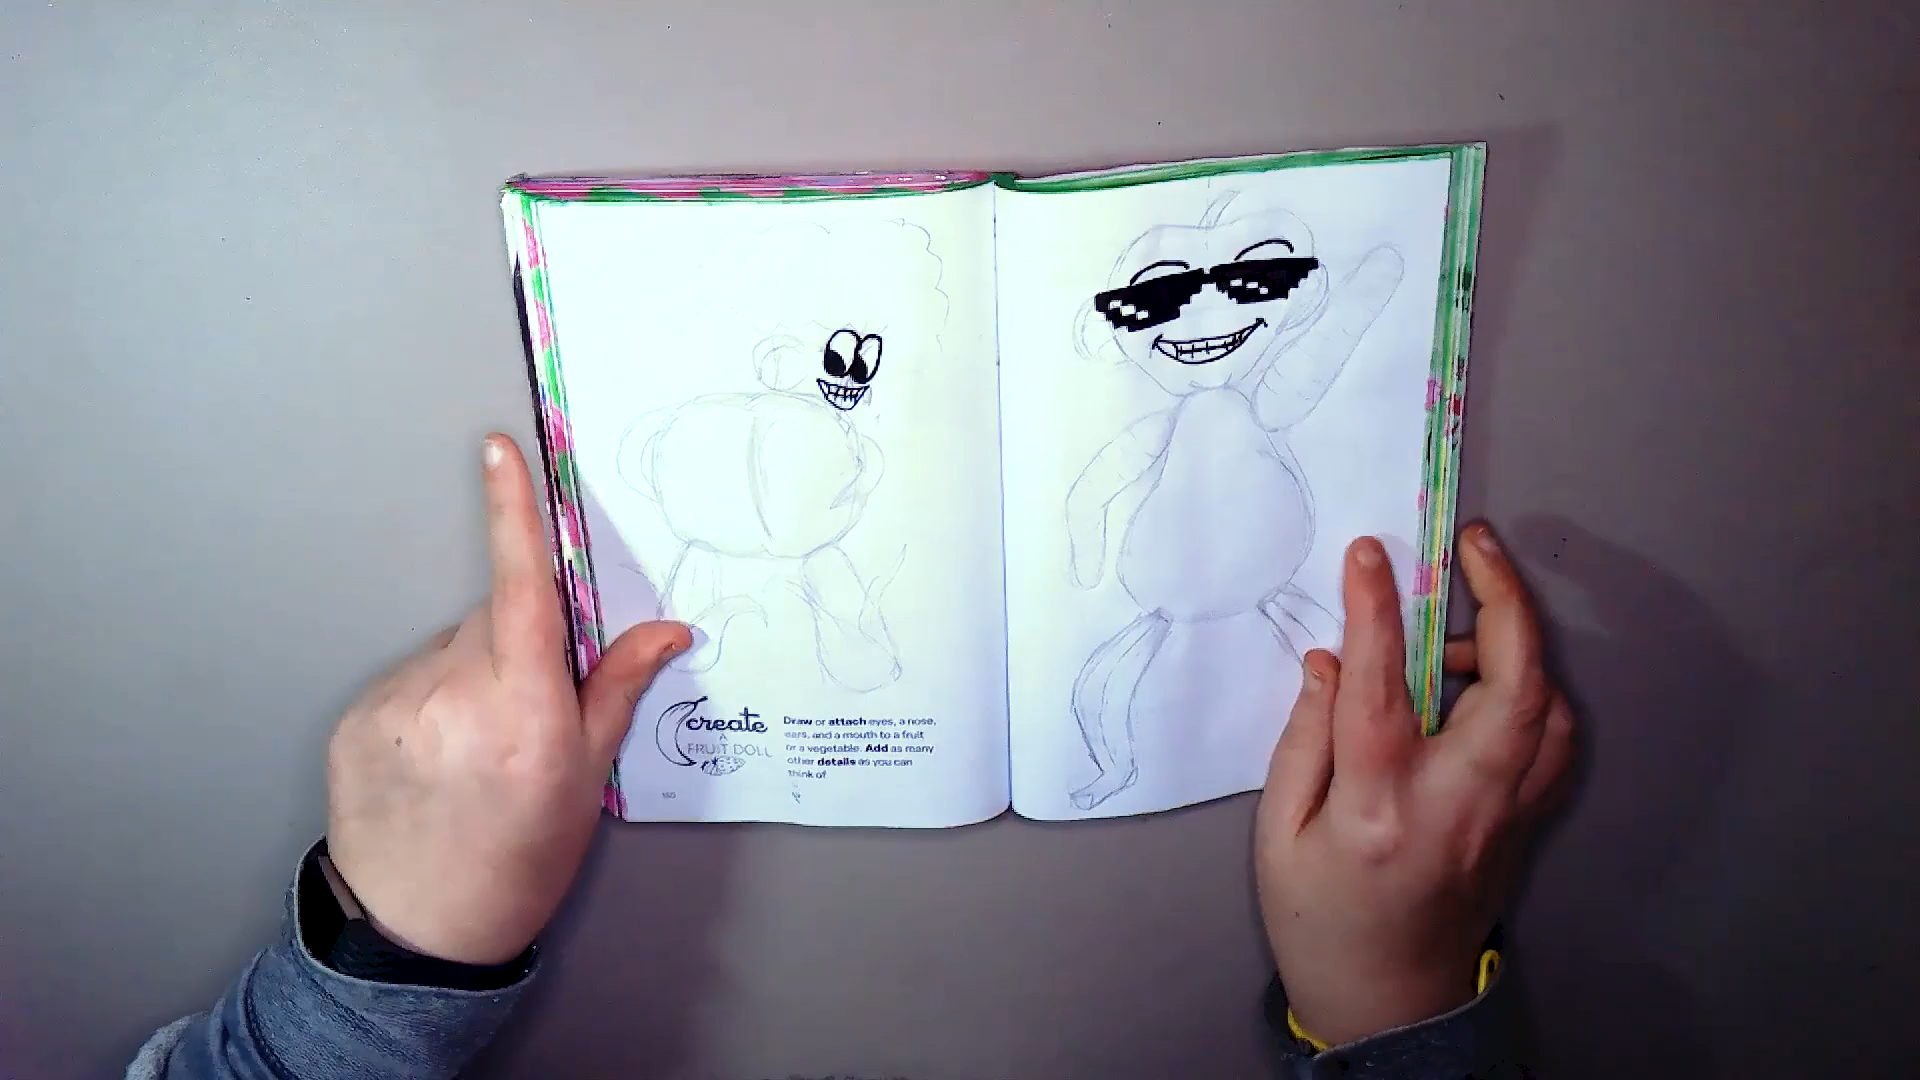 create
A
FRUIT DOLL
Draw or attach eyes, a nose,
ears, and a mouth to a fruit
or a vegetable. Add as many
other details as you can
think of
160